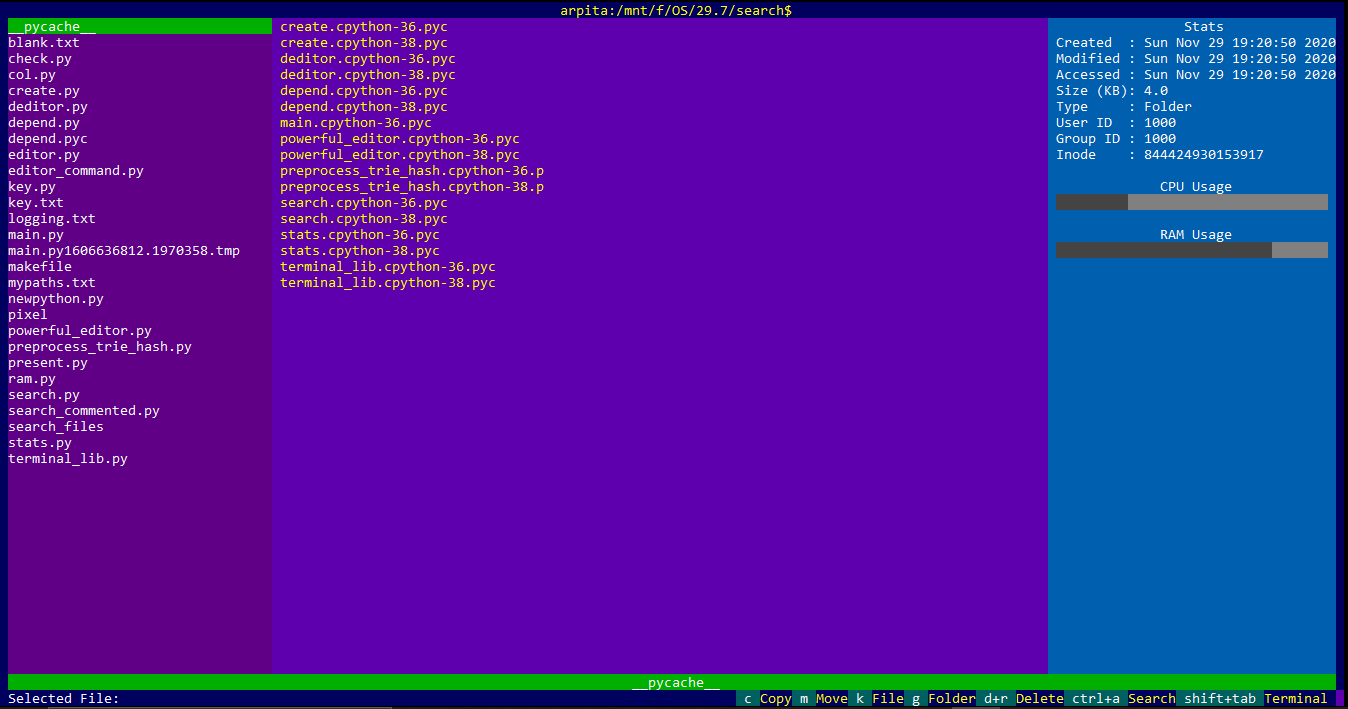 arpita:/mnt/f/OS/29.7/search$
__pycache__
blank.txt
check.py
col.py
create.py
deditor.py
depend.py
depend.pyc
editor.py
editor_command.py
key.py
key.txt
logging.txt
main.py
main.py1606636812.1970358.tmp
makefile
mypaths.txt
newpython.py
pixel
powerful_editor.py
preprocess_trie_hash.py
present.py
ram.py
search.py
search_commented.py
search_files
stats.py
terminal_lib.py
create.cpython-36.pyc
create.cpython-38.pyc
deditor.cpython-36.pyc
deditor.cpython-38.pyc
depend.cpython-36.pyc
depend.cpython-38.pyc
main.cpython-36.pyc
powerful_editor.cpython-36.pyc
powerful_editor.cpython-38.pyc
preprocess_trie_hash.cpython-36.p
preprocess_trie_hash.cpython-38.p
search.cpython-36.pyc
search.cpython-38.pyc
stats.cpython-36.pyc
stats.cpython-38.pyc
terminal_lib.cpython-36.pyc
terminal_lib.cpython-38.pyc
Stats
Created  : Sun Nov 29 19:20:50 2020
Modified : Sun Nov 29 19:20:50 2020
Accessed : Sun Nov 29 19:20:50 2020
Size (KB): 4.0
Type     : Folder
User ID  : 1000
Group ID : 1000
Inode    : 844424930153917
CPU Usage
RAM Usage
__pycache__
Selected File:
c Copy m Move k File g Folder d+r Delete ctrl+a Search shift+tab Terminal